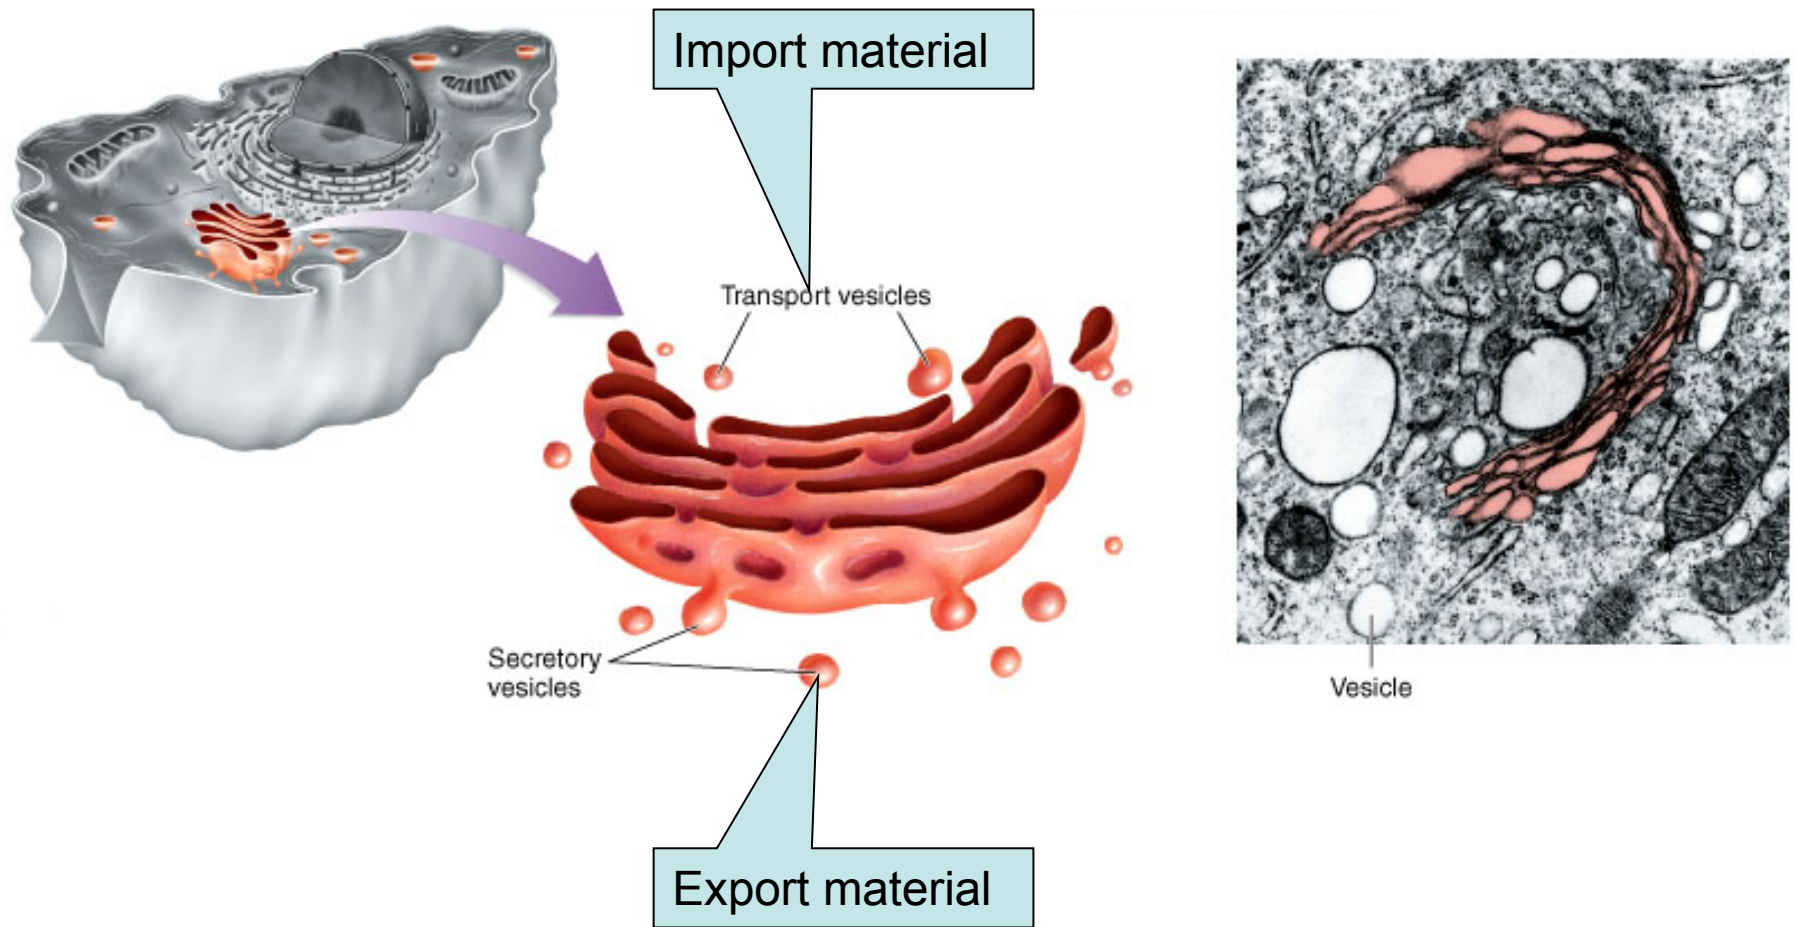 Import material
Transport vesicles
Secretory
vesicles
Vesicle
Export material